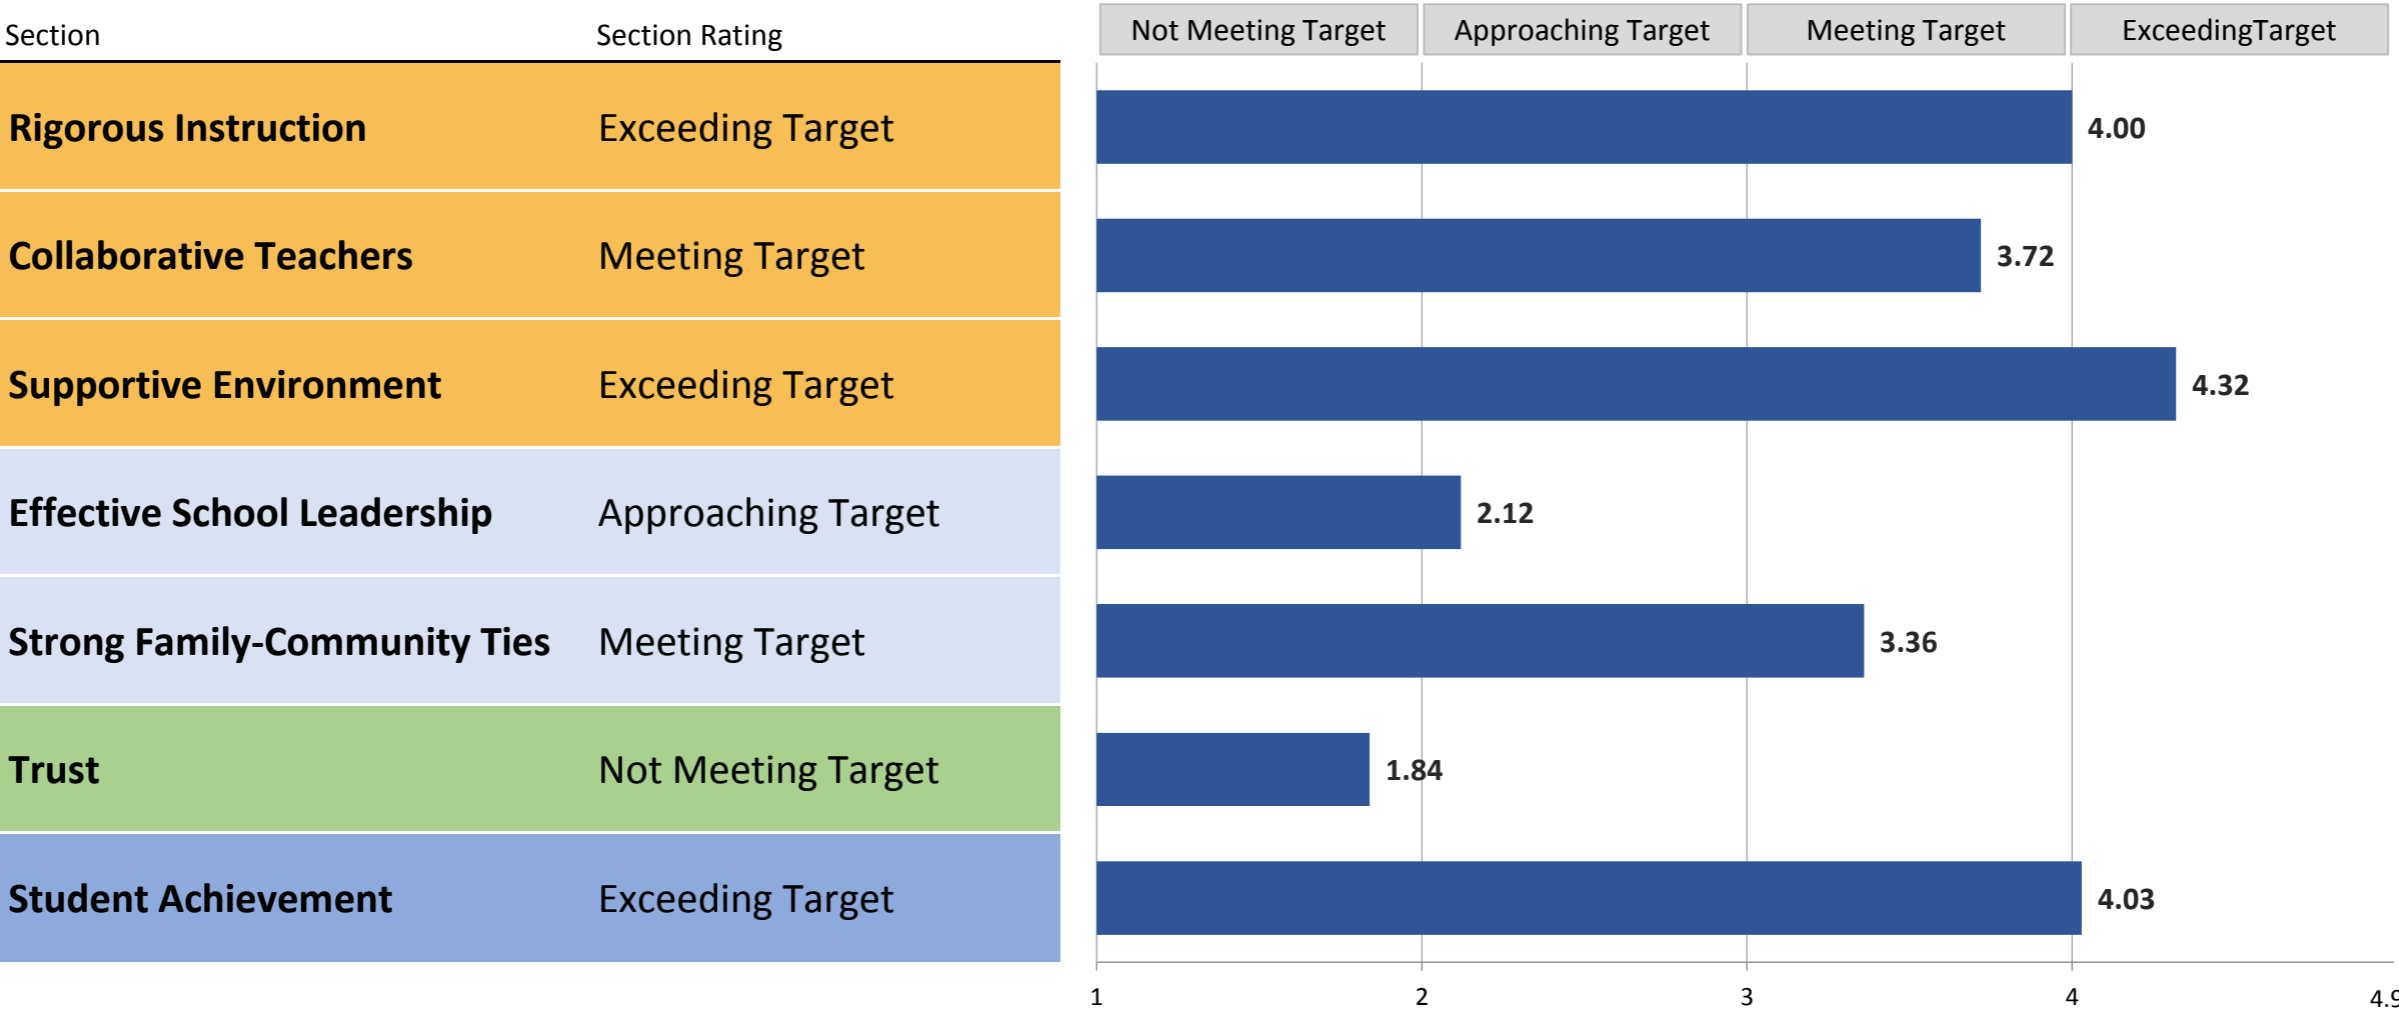 Section Section Rating Not Meeting Target Approaching Target Meeting Target ExceedingTarget
Rigorous Instruction Exceeding Target 4.00
Collaborative Teachers Meeting Target 3.72
Supportive Environment Exceeding Target 4.32
Effective School Leadership Approaching Target 2.12
Strong Family-Community Ties Meeting Target 3.36
Trust Not Meeting Target 1.84
Student Achievement Exceeding Target 4.03
1 2 3 4 4.9